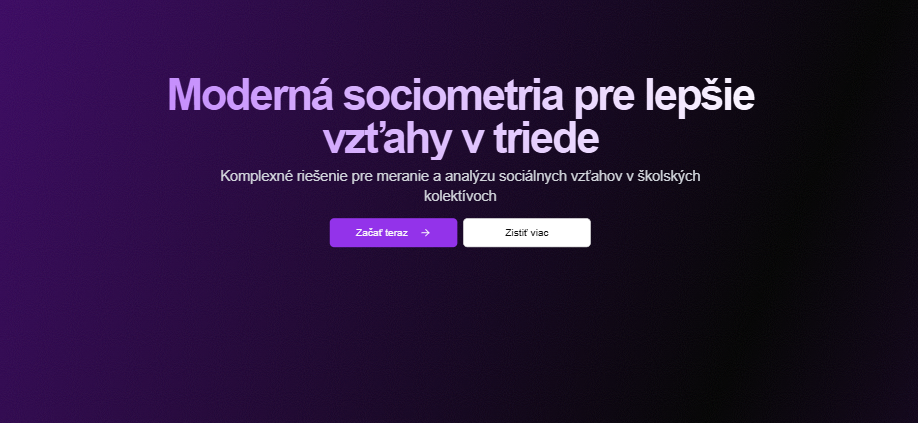 Moderná sociometria pre lepšie
vzťahy v triede
Komplexné riešenie pre meranie a analýzu sociálnych vzťahov v školských
kolektívoch
Začať teraz →
Zistiť viac